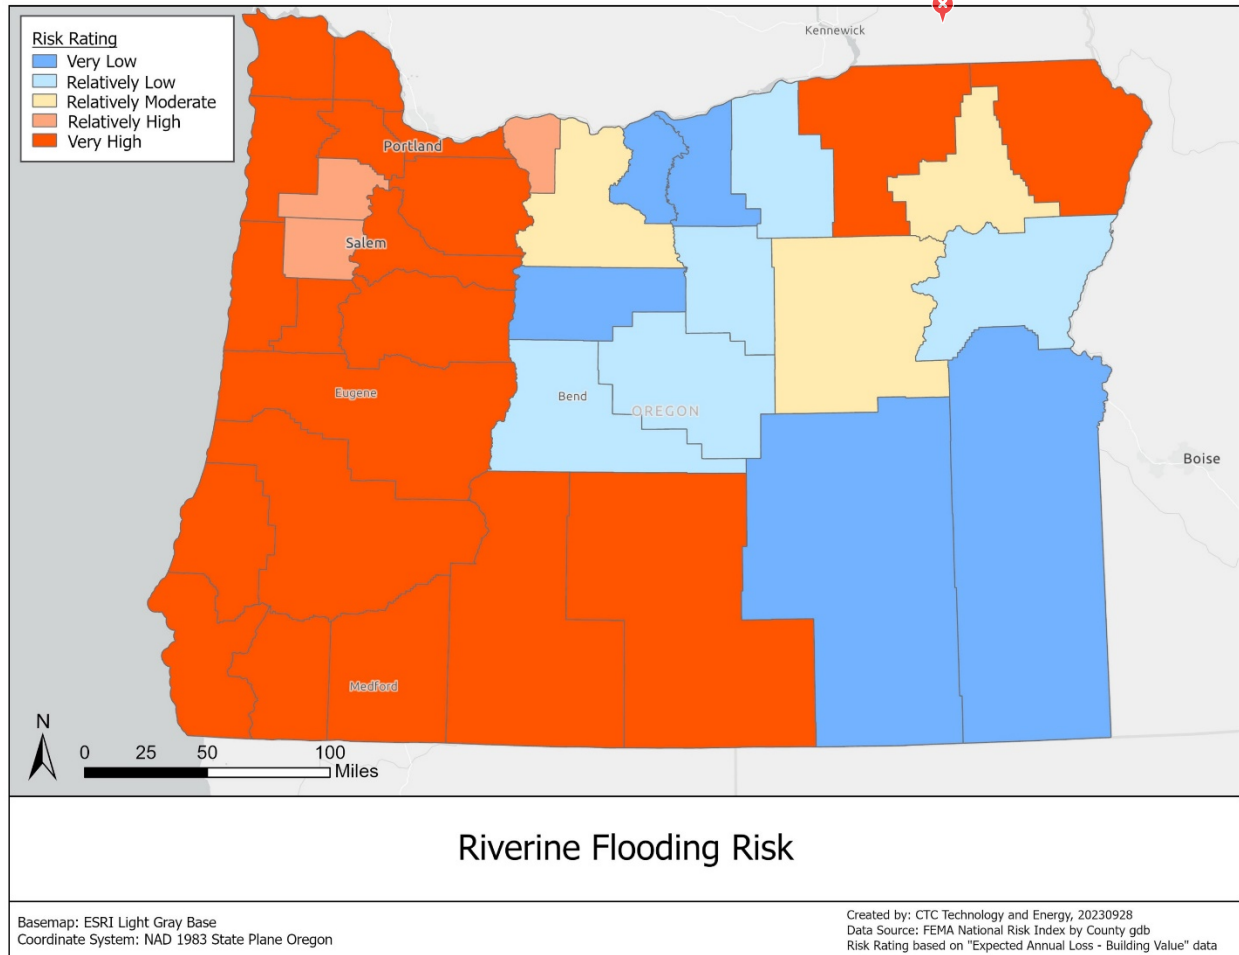 Risk Rating
Very Low
Relatively Low
Relatively Moderate
Relatively High
Very High
Kennewick
Portland
Salem
Eugene
Bend
OREGON
Boise
Medford
N
0 25 50 100
Miles
Riverine Flooding Risk
Basemap: ESRI Light Gray Base
Coordinate System: NAD 1983 State Plane Oregon
Created by: CTC Technology and Energy, 20230928
Data Source: FEMA National Risk Index by County gdb
Risk Rating based on "Expected Annual Loss - Building Value" data